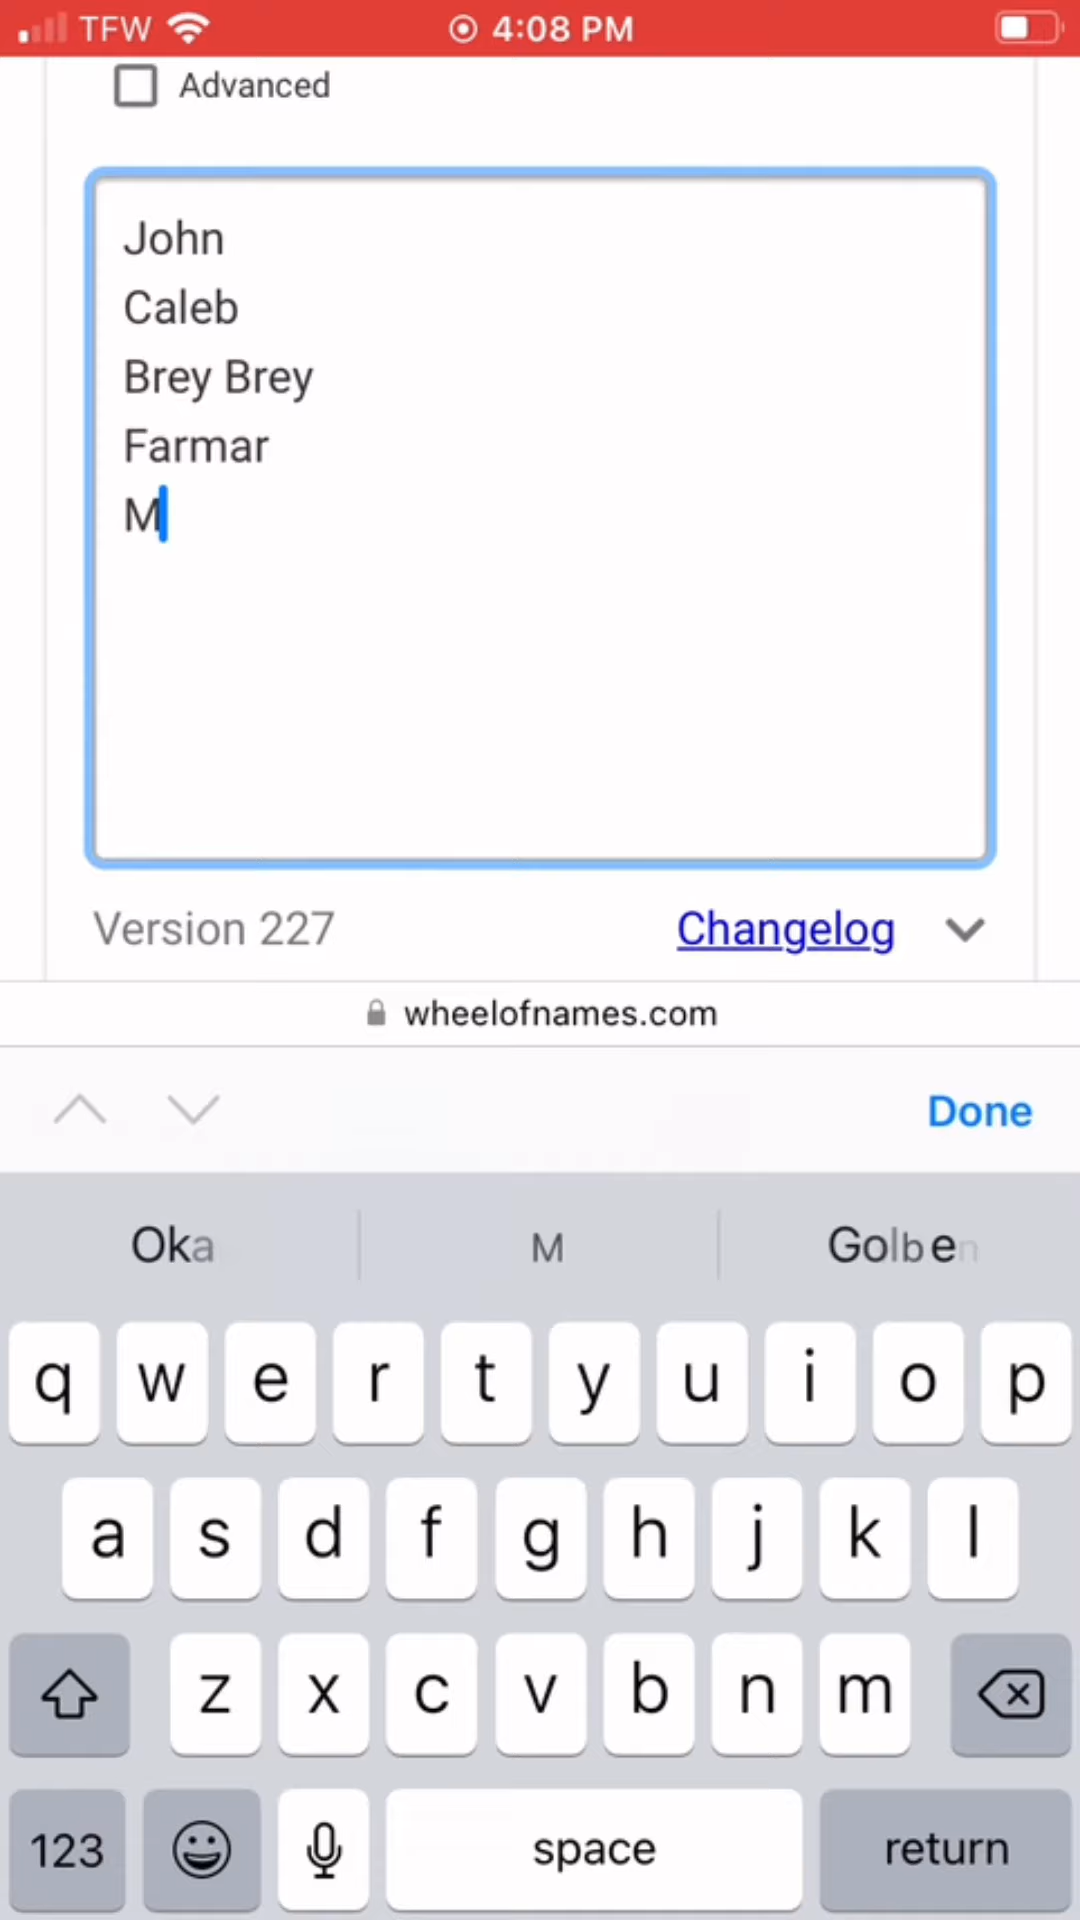 TFW 4:08 PM
Advanced
John
Caleb
Brey Brey
Farmar
M
Version 227 Changelog
wheelofnames.com
Done
Oka M Golben
q w e r t y u i o p
a s d f g h j k l
z x c v b n m
123 space return